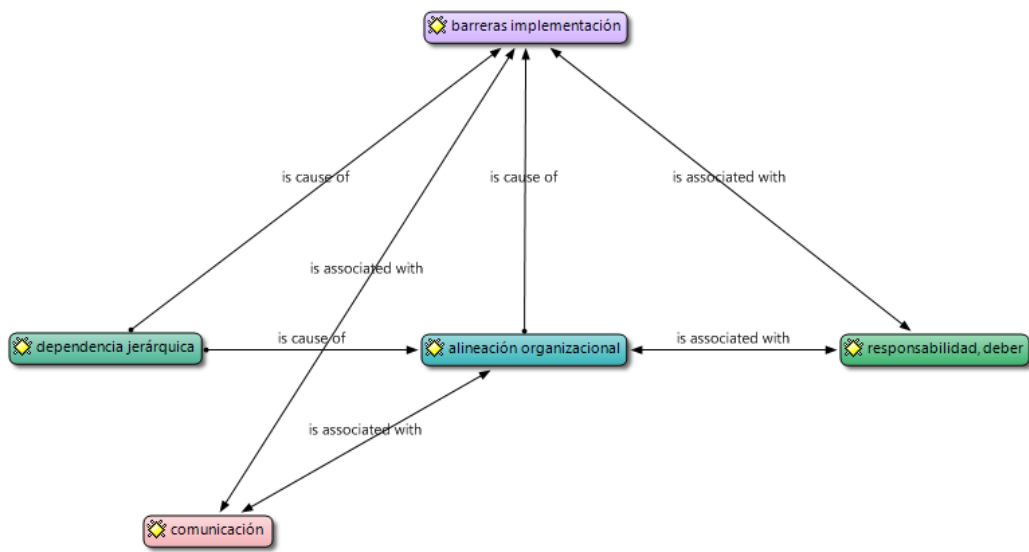 barreras implementación
is cause of
is cause of
is associated with
is associated with
dependencia jerárquica
is cause of
alineación organizacional
is associated with
responsabilidad, deber
is associated with
comunicación